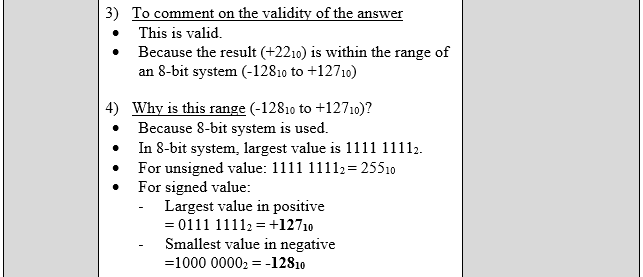 3) To comment on the validity of the answer
• This is valid.
• Because the result (+22₁₀) is within the range of
an 8-bit system (-128₁₀ to +127₁₀)
4) Why is this range (-128₁₀ to +127₁₀)?
• Because 8-bit system is used.
• In 8-bit system, largest value is 1111 1111₂.
• For unsigned value: 1111 1111₂ = 255₁₀
• For signed value:
- Largest value in positive
= 0111 1111₂ = +127₁₀
- Smallest value in negative
=1000 0000₂ = -128₁₀